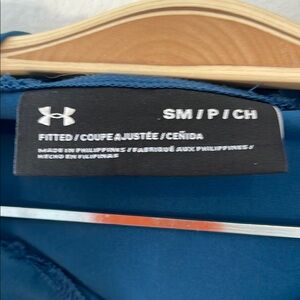 SM / P / CH
FITTED / COUPE AJUSTÉE / CEÑIDA
MADE IN PHILIPPINES / FABRIQUÉ AUX PHILIPPINES /
HECHO EN FILIPINAS